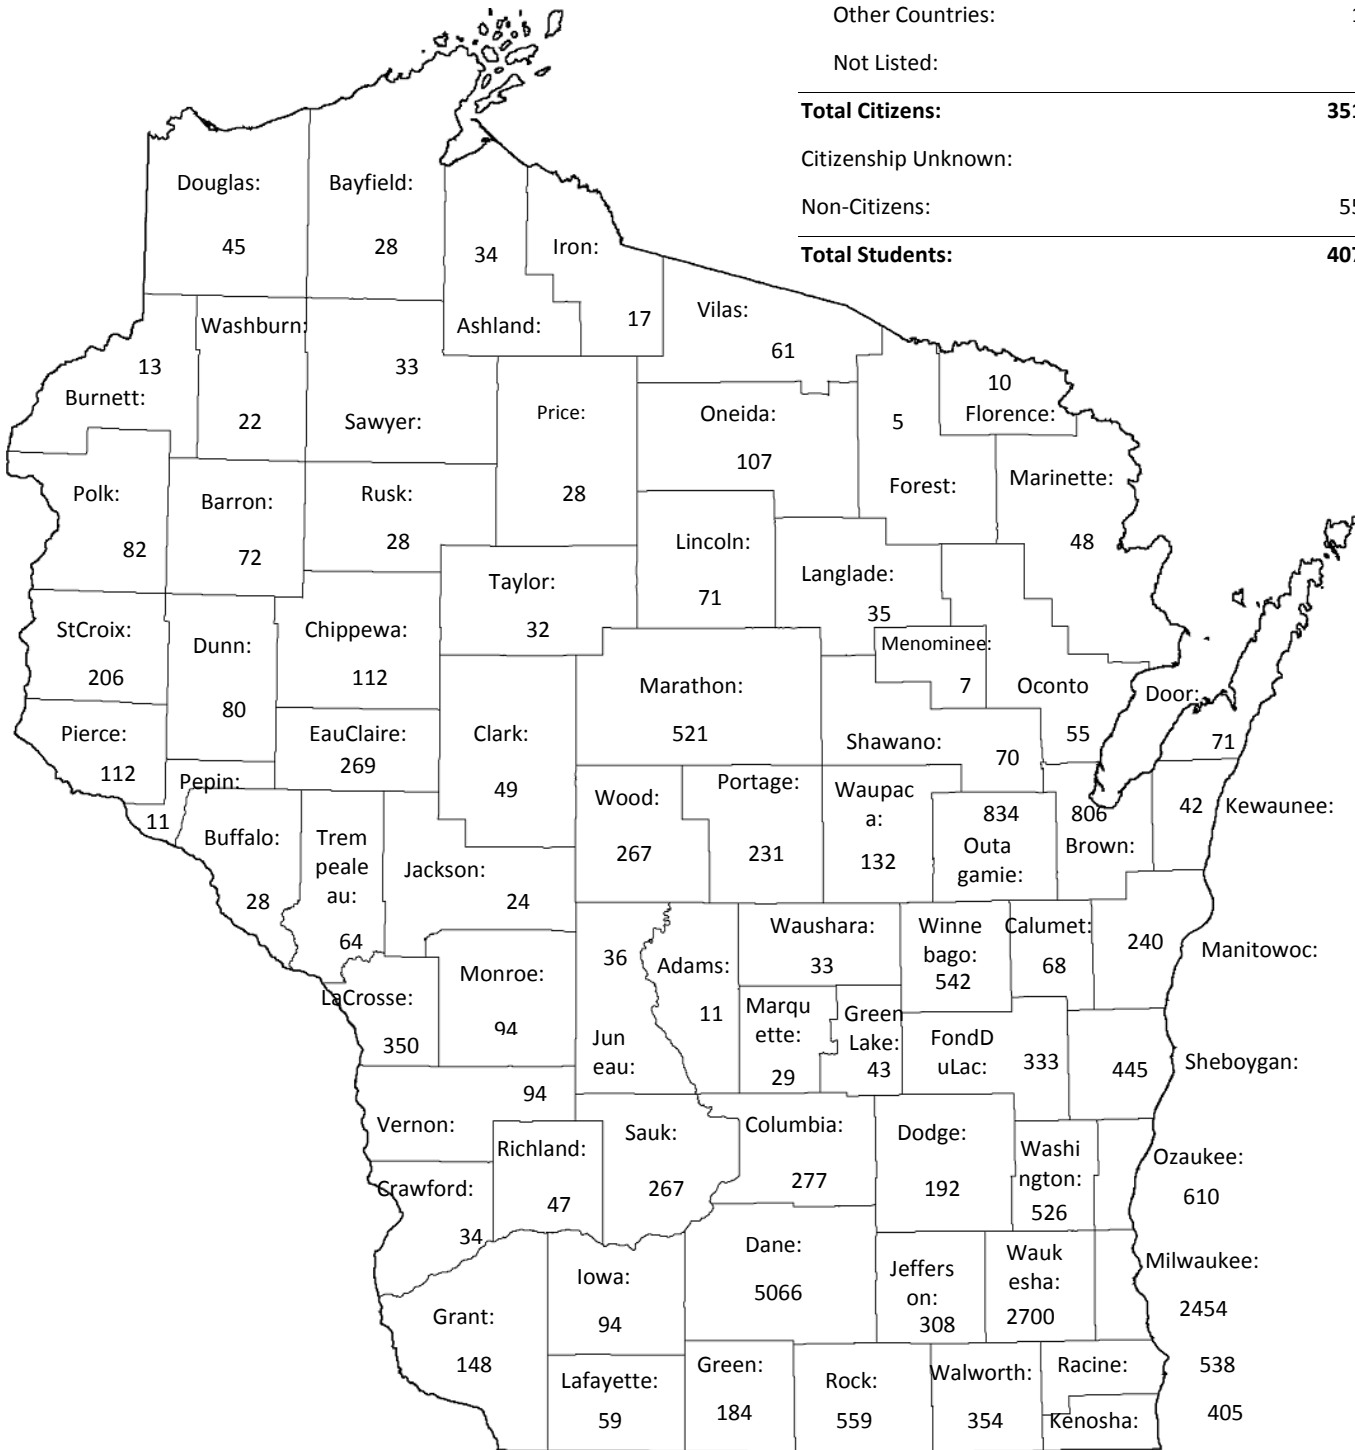 Other Countries:
Not Listed:
Total Citizens:
Citizenship Unknown:
Non-Citizens:
Total Students:
Douglas:
45
Bayfield:
28
34
Ashland:
Iron:
17
Vilas:
61
13
Burnett:
Washburn:
22
33
Sawyer:
Price:
28
Oneida:
107
5
Forest:
10
Florence:
Marinette:
48
Polk:
82
Barron:
72
Rusk:
28
Taylor:
32
Lincoln:
71
Langlade:
35
Menominee:
7
Oconto
55
Door:
71
StCroix:
206
Dunn:
80
Chippewa:
112
Marathon:
521
Shawano:
70
Pierce:
112
EauClaire:
269
Clark:
49
Pepin:
11
Buffalo:
28
Trem
peale
au:
64
Jackson:
24
Wood:
267
Portage:
231
Waupac
a:
132
834
Outa
gamie:
806
Brown:
42
Kewaunee:
LaCrosse:
350
Monroe:
94
36
Jun
eau:
Adams:
11
Waushara:
33
Winne
bago:
542
Calumet:
68
240
Manitowoc:
Marqu
ette:
29
Green
Lake:
43
FondD
uLac:
333
445
Sheboygan:
94
Vernon:
Richland:
47
Sauk:
267
Columbia:
277
Dodge:
192
Washi
ngton:
526
Ozaukee:
610
Crawford:
34
Grant:
148
Iowa:
94
Dane:
5066
Jeffers
on:
308
Wauk
esha:
2700
Milwaukee:
2454
Lafayette:
59
Green:
184
Rock:
559
Walworth:
354
Racine:
538
Kenosha:
405